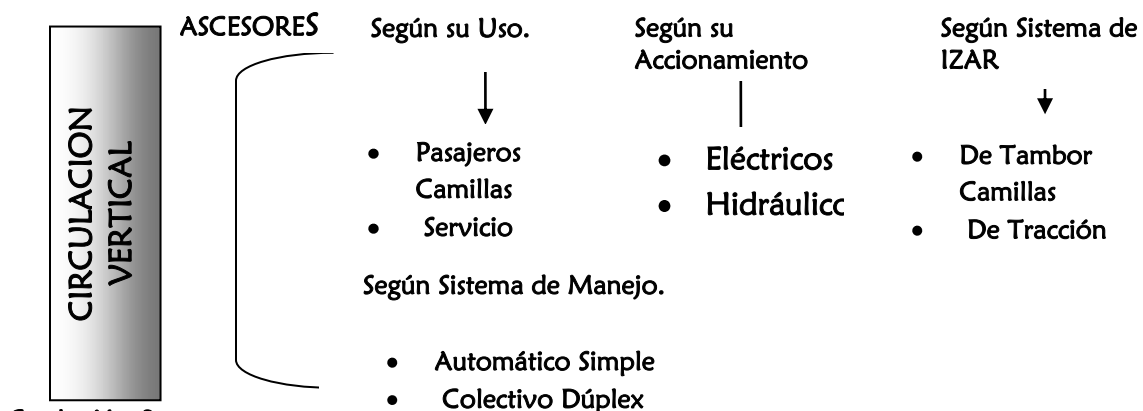 CIRCULACION
VERTICAL
ASCESORES
Según su Uso.
• Pasajeros
Camillas
• Servicio
Según su
Accionamiento
• Eléctricos
• Hidráulicc
Según Sistema de
IZAR
• De Tambor
Camillas
• De Tracción
Según Sistema de Manejo.
• Automático Simple
• Colectivo Dúplex